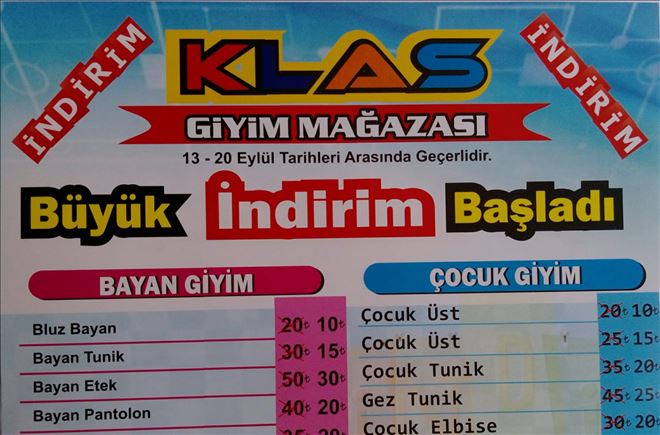 İNDİRİM
KLAS
İNDİRİM
GİYİM MAĞAZASI
13 - 20 Eylül Tarihleri Arasında Geçerlidir.
Büyük İndirim Başladı
BAYAN GİYİM
Bluz Bayan 20₺ 10₺
Bayan Tunik 30₺ 15₺
Bayan Etek 50₺ 30₺
Bayan Pantolon 40₺ 20₺
ÇOCUK GİYİM
Çocuk Üst 20₺ 10₺
Çocuk Üst 25₺ 15₺
Çocuk Tunik 35₺ 20₺
Gez Tunik 45₺ 25₺
Çocuk Elbise 30₺ 20₺